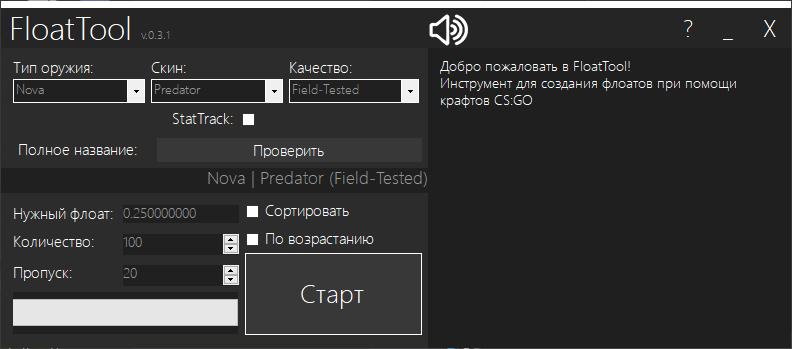 FloatTool v.0.3.1
? _ X
Тип оружия: Скин: Качество:
Nova Predator Field-Tested
StatTrack:
Полное название: Проверить
Nova | Predator (Field-Tested)
Нужный флоат: 0.250000000 Сортировать
Количество: 100 По возрастанию
Пропуск: 20
Старт
Добро пожаловать в FloatTool!
Инструмент для создания флоатов при помощи
крафтов CS:GO